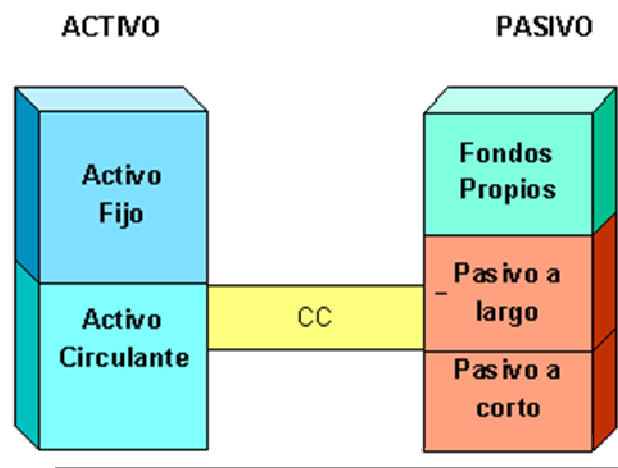 ACTIVO
PASIVO
Activo
Fijo
Activo
Circulante
CC
Fondos
Propios
Pasivo a
largo
Pasivo a
corto